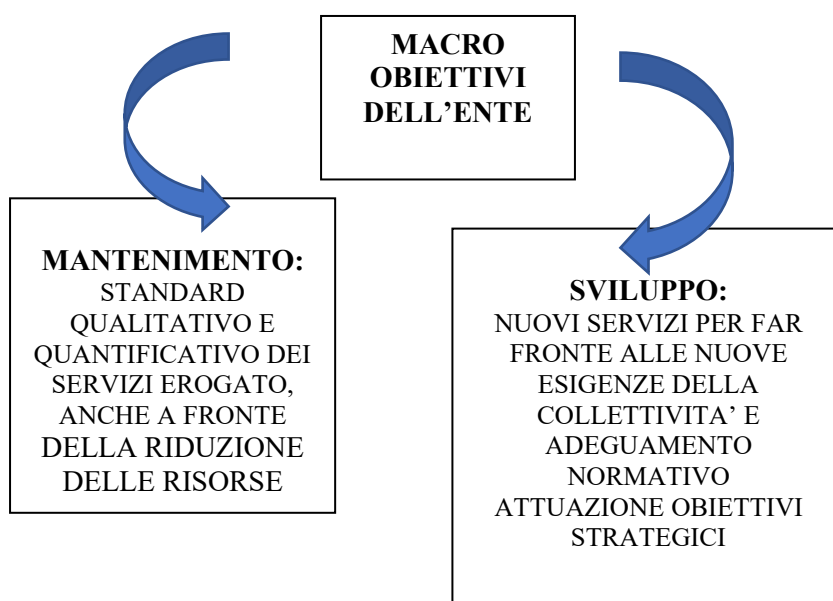 MACRO
OBIETTIVI
DELL'ENTE
MANTENIMENTO:
STANDARD
QUALITATIVO E
QUANTIFICATIVO DEI
SERVIZI EROGATO,
ANCHE A FRONTE
DELLA RIDUZIONE
DELLE RISORSE
SVILUPPO:
NUOVI SERVIZI PER FAR
FRONTE ALLE NUOVE
ESIGENZE DELLA
COLLETTIVITA' E
ADEGUAMENTO
NORMATIVO
ATTUAZIONE OBIETTIVI
STRATEGICI